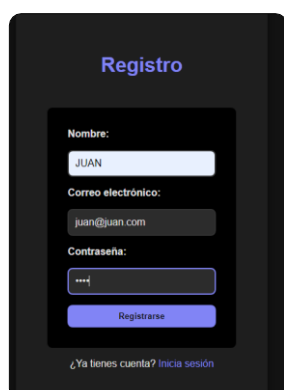 Registro
Nombre:
JUAN
Correo electrónico:
juan@juan.com
Contraseña:
****
Registrarse
¿Ya tienes cuenta? Inicia sesión